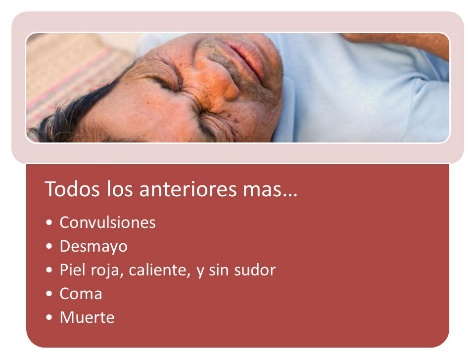 Todos los anteriores mas...
• Convulsiones
• Desmayo
• Piel roja, caliente, y sin sudor
• Coma
• Muerte